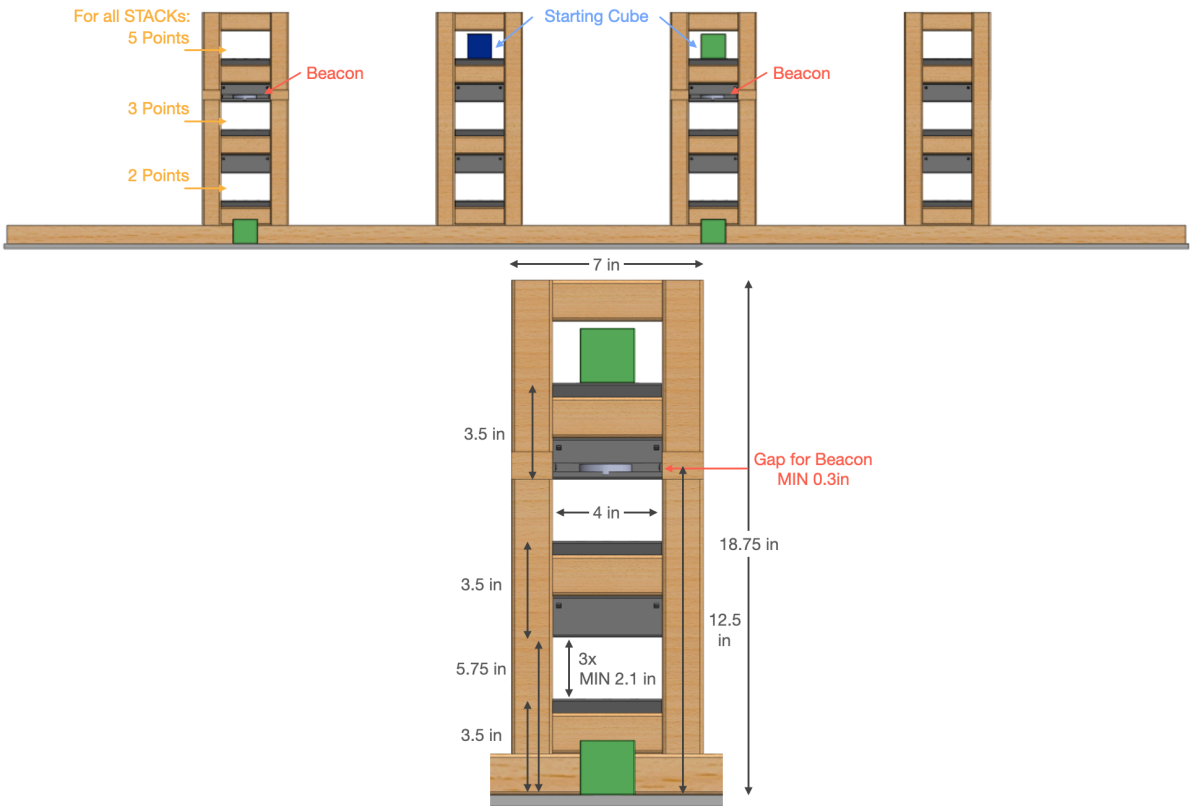 For all STACKs:
5 Points
Starting Cube
Beacon
Beacon
3 Points
2 Points
7 in
3.5 in
Gap for Beacon
MIN 0.3in
4 in
18.75 in
3.5 in
12.5
in
5.75 in
3x
MIN 2.1 in
3.5 in